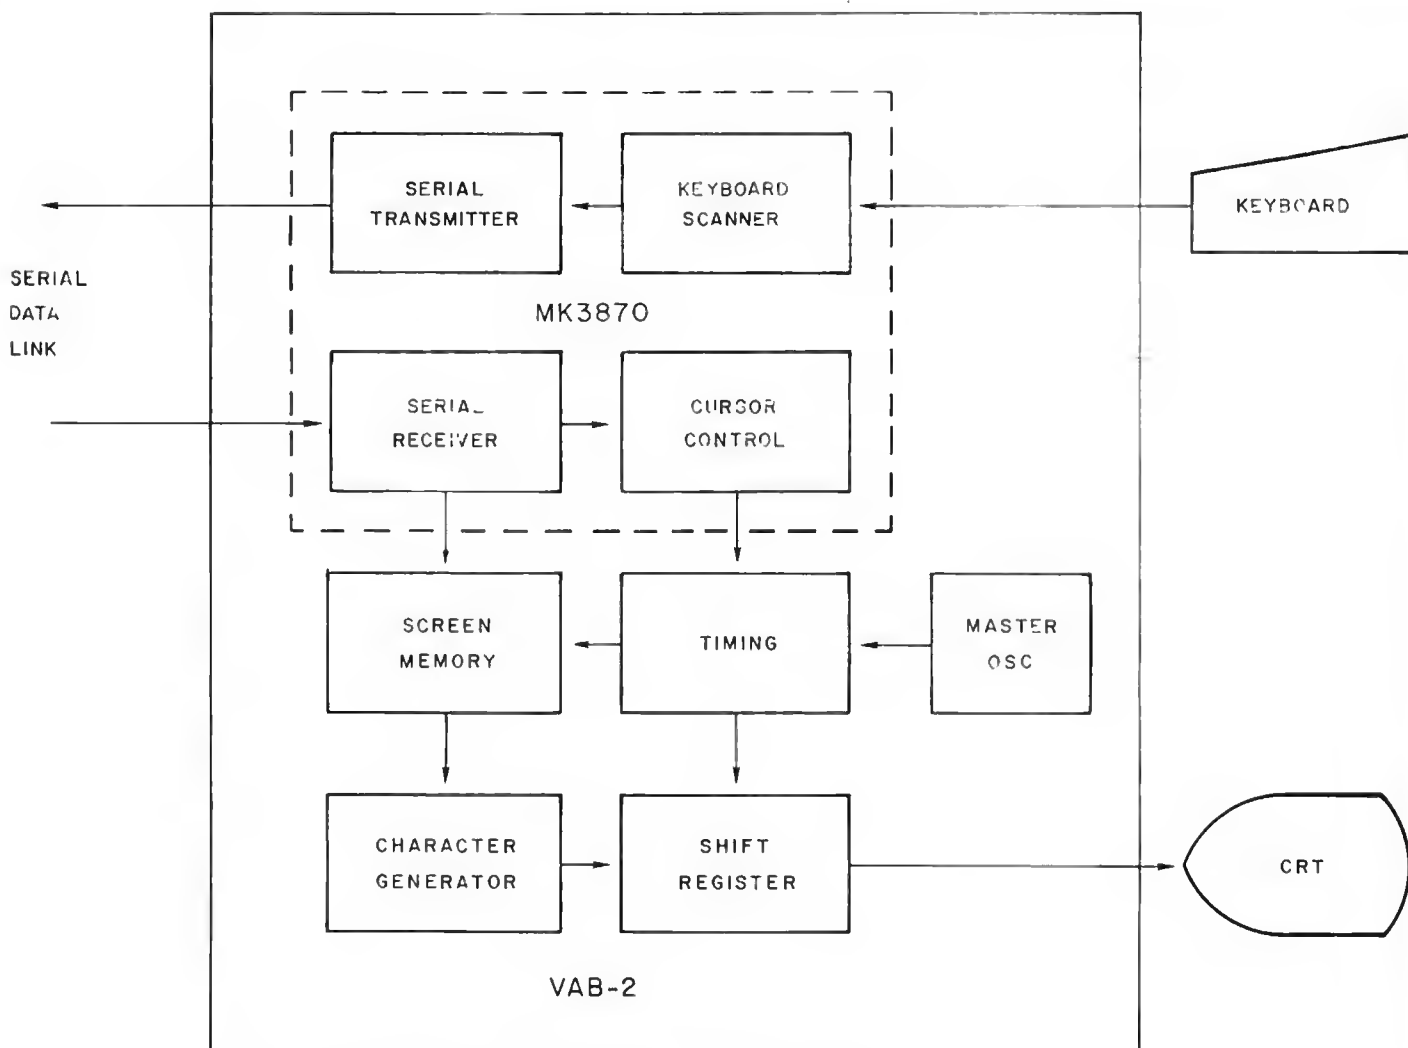 SERIAL
TRANSMITTER
KEYBOARD
SCANNER
KEYBOARD
SERIAL
DATA
LINK
MK3870
SERIAL
RECEIVER
CURSOR
CONTROL
SCREEN
MEMORY
TIMING
MASTER
OSC
CHARACTER
GENERATOR
SHIFT
REGISTER
CRT
VAB-2